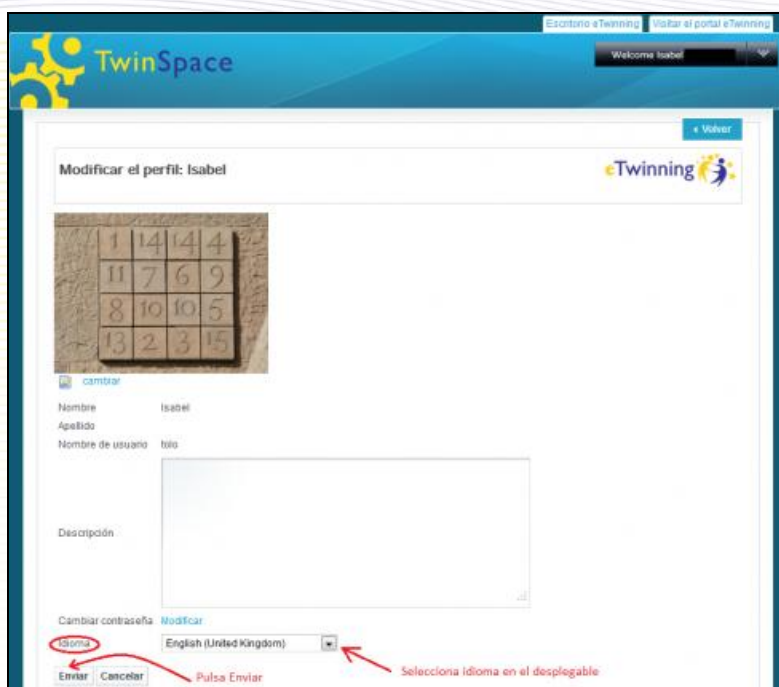 Escritorio eTwinning Visitar el portal eTwinning
TwinSpace
Welcome Isabel
Volver
Modificar el perfil: Isabel
eTwinning
1 14 14 4
11 7 6 9
8 10 10 5
13 2 3 15
cambiar
Nombre Isabel
Apellido
Nombre de usuario tolo
Descripción
Cambiar contraseña Modificar
Idioma English (United Kingdom)
Selecciona idioma en el desplegable
Enviar Cancelar
Pulsa Enviar